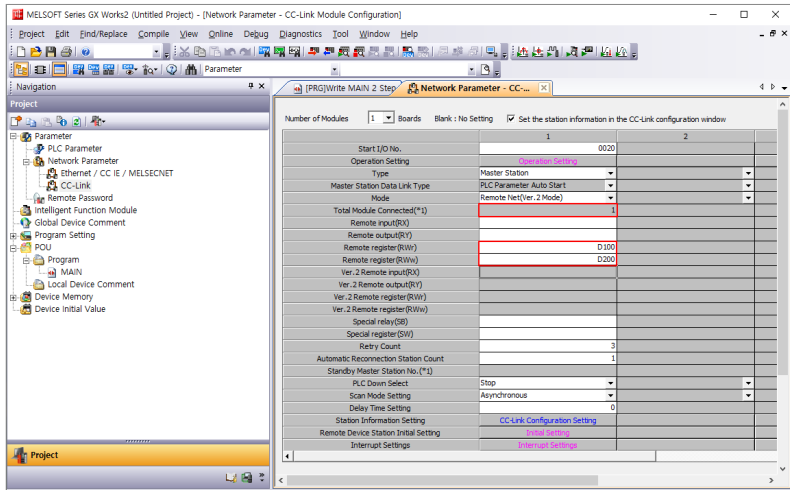 MELSOFT Series GX Works2 (Untitled Project) - [Network Parameter - CC-Link Module Configuration]
Project Edit Find/Replace Compile View Online Debug Diagnostics Tool Window Help
Parameter
Navigation
[PRG]Write MAIN 2 Step Network Parameter - CC-...
Project
Number of Modules 1 Boards Blank : No Setting Set the station information in the CC-Link configuration window
Parameter
PLC Parameter
Network Parameter
Ethernet / CC IE / MELSECNET
CC-Link
Remote Password
Intelligent Function Module
Global Device Comment
Program Setting
POU
Program
MAIN
Local Device Comment
Device Memory
Device Initial Value
Project
1 2
Start I/O No. 0020
Operation Setting Operation Setting
Type Master Station
Master Station Data Link Type PLC Parameter Auto Start
Mode Remote Net(Ver.2 Mode)
Total Module Connected(*1) 1
Remote input(RX)
Remote output(RY)
Remote register(RWr) D100
Remote register(RWw) D200
Ver.2 Remote input(RX)
Ver.2 Remote output(RY)
Ver.2 Remote register(RWr)
Ver.2 Remote register(RWw)
Special relay(SB)
Special register(SW)
Retry Count 3
Automatic Reconnection Station Count 1
Standby Master Station No.(*1)
PLC Down Select Stop
Scan Mode Setting Asynchronous
Delay Time Setting 0
Station Information Setting CC-Link Configuration Setting
Remote Device Station Initial Setting Initial Setting
Interrupt Settings Interrupt Settings